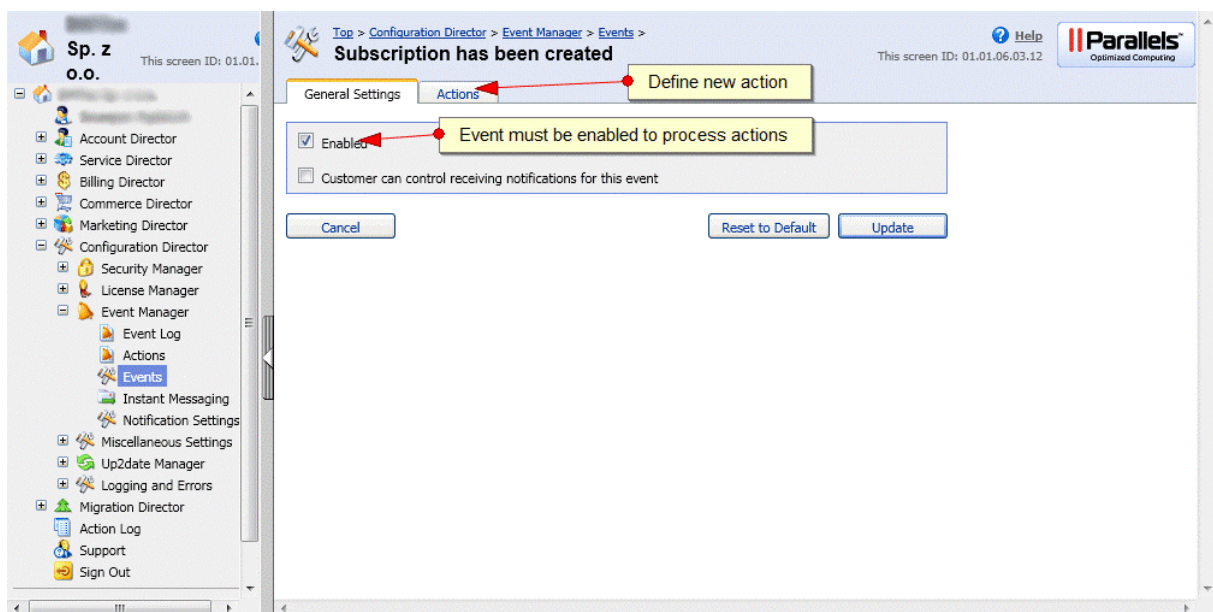 Sp. z
o.o.
This screen ID: 01.01.
Account Director
Service Director
Billing Director
Commerce Director
Marketing Director
Configuration Director
Security Manager
License Manager
Event Manager
Event Log
Actions
Events
Instant Messaging
Notification Settings
Miscellaneous Settings
Up2date Manager
Logging and Errors
Migration Director
Action Log
Support
Sign Out
Top > Configuration Director > Event Manager > Events >
Subscription has been created
Help
This screen ID: 01.01.06.03.12
Parallels™
Optimized Computing
General Settings
Actions
Define new action
Enabled
Event must be enabled to process actions
Customer can control receiving notifications for this event
Cancel
Reset to Default
Update